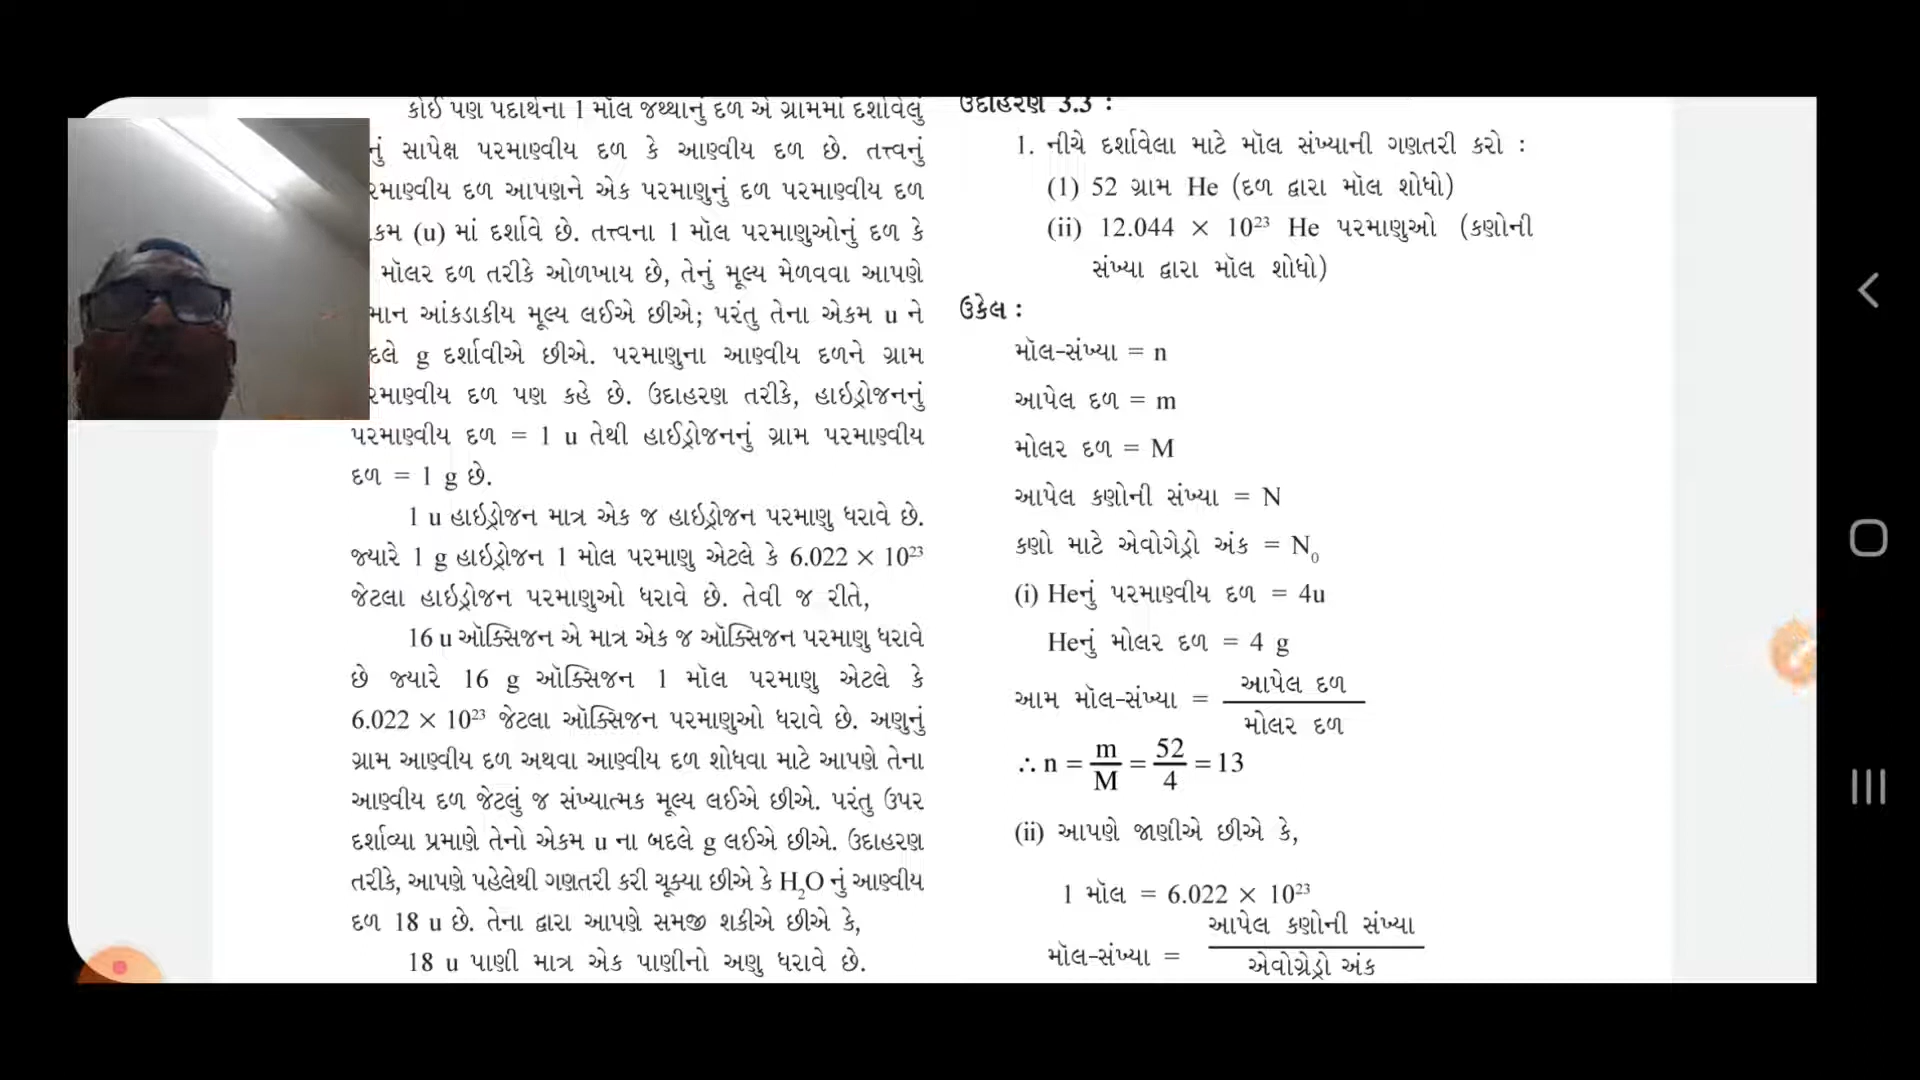 કોઈ પણ પદાર્થના 1 મૉલ જથ્થાનું દળ એ ગ્રામમાં દર્શાવેલું
નું સાપેક્ષ પરમાણ્વીય દળ કે આણ્વીય દળ છે. તત્ત્વનું
રમાણ્વીય દળ આપણને એક પરમાણુનું દળ પરમાણ્વીય દળ
કમ (u) માં દર્શાવે છે. તત્ત્વના 1 મૉલ પરમાણુઓનું દળ કે
મૉલર દળ તરીકે ઓળખાય છે, તેનું મૂલ્ય મેળવવા આપણે
માન આંકડાકીય મૂલ્ય લઈએ છીએ; પરંતુ તેના એકમ u ને
દલે g દર્શાવીએ છીએ. પરમાણુના આણ્વીય દળને ગ્રામ
રમાણ્વીય દળ પણ કહે છે. ઉદાહરણ તરીકે, હાઇડ્રોજનનું
પરમાણ્વીય દળ = 1 u તેથી હાઈડ્રોજનનું ગ્રામ પરમાણ્વીય
દળ = 1 g છે.
1 u હાઇડ્રોજન માત્ર એક જ હાઇડ્રોજન પરમાણુ ધરાવે છે.
જ્યારે 1 g હાઇડ્રોજન 1 મોલ પરમાણુ એટલે કે 6.022 × 10²³
જેટલા હાઇડ્રોજન પરમાણુઓ ધરાવે છે. તેવી જ રીતે,
16 u ઑક્સિજન એ માત્ર એક જ ઑક્સિજન પરમાણુ ધરાવે
છે જ્યારે 16 g ઑક્સિજન 1 મૉલ પરમાણુ એટલે કે
6.022 × 10²³ જેટલા ઑક્સિજન પરમાણુઓ ધરાવે છે. અણુનું
ગ્રામ આણ્વીય દળ અથવા આણ્વીય દળ શોધવા માટે આપણે તેના
આણ્વીય દળ જેટલું જ સંખ્યાત્મક મૂલ્ય લઈએ છીએ. પરંતુ ઉપર
દર્શાવ્યા પ્રમાણે તેનો એકમ u ના બદલે g લઈએ છીએ. ઉદાહરણ
તરીકે, આપણે પહેલેથી ગણતરી કરી ચૂક્યા છીએ કે H₂O નું આણ્વીય
દળ 18 u છે. તેના દ્વારા આપણે સમજી શકીએ છીએ કે,
18 u પાણી માત્ર એક પાણીનો અણુ ધરાવે છે.
ઉદાહરણ 3.3 :
1. નીચે દર્શાવેલા માટે મૉલ સંખ્યાની ગણતરી કરો :
(1) 52 ગ્રામ He (દળ દ્વારા મૉલ શોધો)
(ii) 12.044 × 10²³ He પરમાણુઓ (કણોની
સંખ્યા દ્વારા મૉલ શોધો)
ઉકેલ :
મૉલ-સંખ્યા = n
આપેલ દળ = m
મોલર દળ = M
આપેલ કણોની સંખ્યા = N
કણો માટે એવોગેડ્રો અંક = N₀
(i) Heનું પરમાણ્વીય દળ = 4u
Heનું મોલર દળ = 4 g
આમ મૉલ-સંખ્યા = આપેલ દળ / મોલર દળ
∴ n = m/M = 52/4 = 13
(ii) આપણે જાણીએ છીએ કે,
1 મૉલ = 6.022 × 10²³
મૉલ-સંખ્યા = આપેલ કણોની સંખ્યા / એવોગ્રેડ્રો અંક